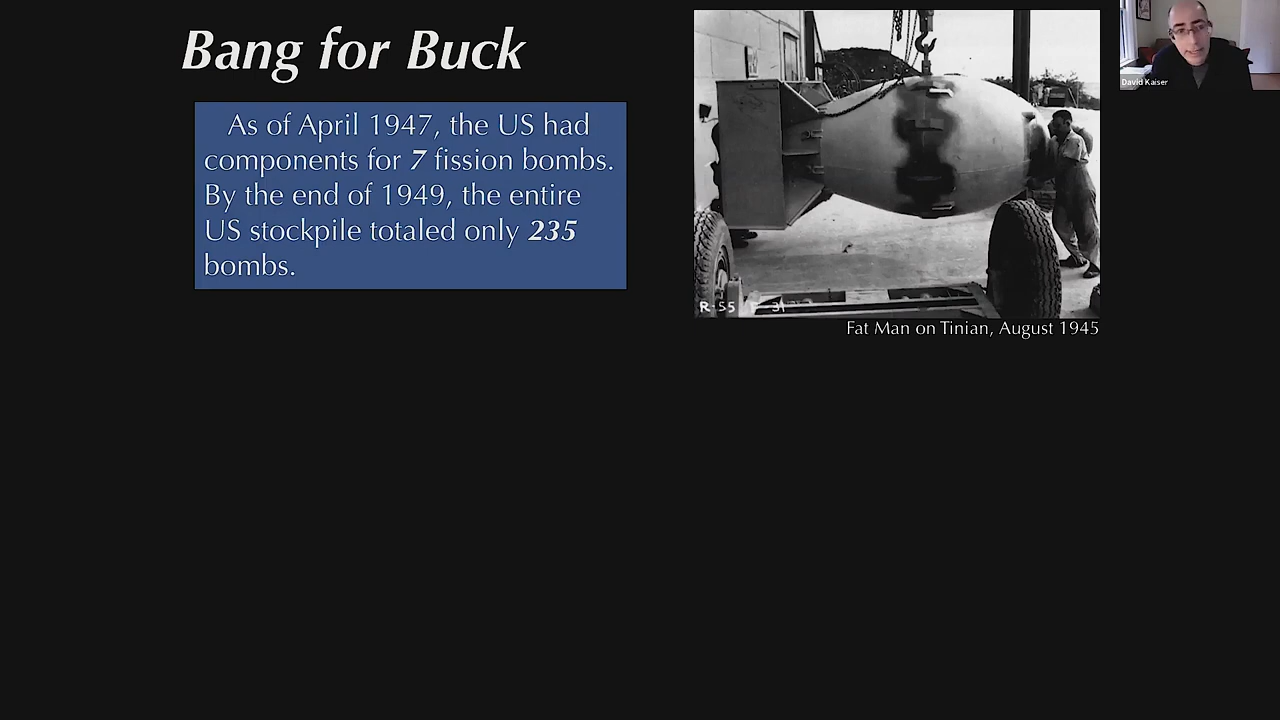 Bang for Buck
As of April 1947, the US had
components for 7 fission bombs.
By the end of 1949, the entire
US stockpile totaled only 235
bombs.
Fat Man on Tinian, August 1945
David Kaiser